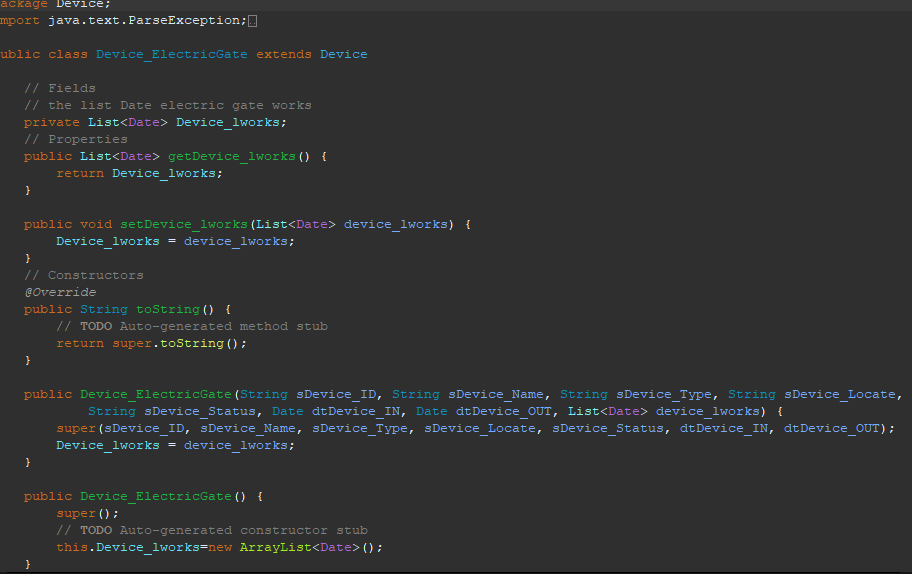 ackage Device;
mport java.text.ParseException;
ublic class Device_ElectricGate extends Device
// Fields
// the list Date electric gate works
private List<Date> Device_lworks;
// Properties
public List<Date> getDevice_lworks() {
return Device_lworks;
}
public void setDevice_lworks(List<Date> device_lworks) {
Device_lworks = device_lworks;
}
// Constructors
@Override
public String toString() {
// TODO Auto-generated method stub
return super.toString();
}
public Device_ElectricGate(String sDevice_ID, String sDevice_Name, String sDevice_Type, String sDevice_Locate,
String sDevice_Status, Date dtDevice_IN, Date dtDevice_OUT, List<Date> device_lworks) {
super(sDevice_ID, sDevice_Name, sDevice_Type, sDevice_Locate, sDevice_Status, dtDevice_IN, dtDevice_OUT);
Device_lworks = device_lworks;
}
public Device_ElectricGate() {
super();
// TODO Auto-generated constructor stub
this.Device_lworks=new ArrayList<Date>();
}